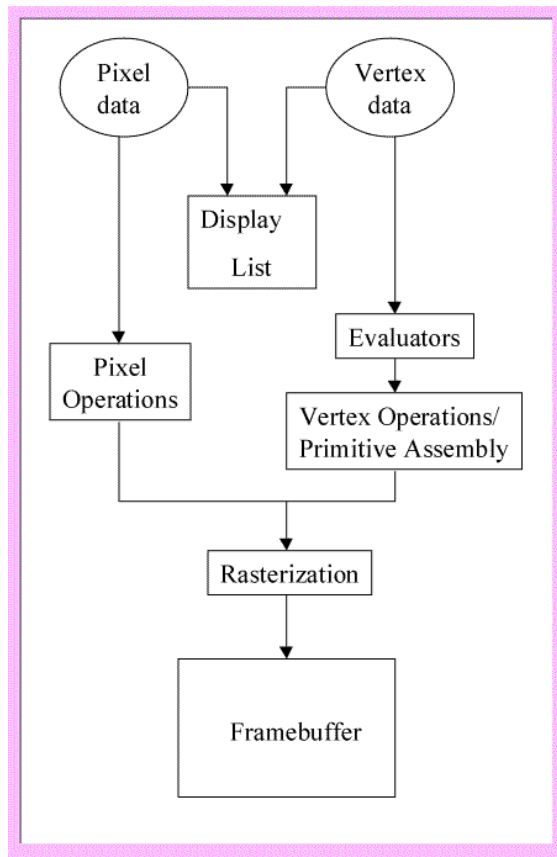 Pixel
data
Vertex
data
Display
List
Evaluators
Pixel
Operations
Vertex Operations/
Primitive Assembly
Rasterization
Framebuffer